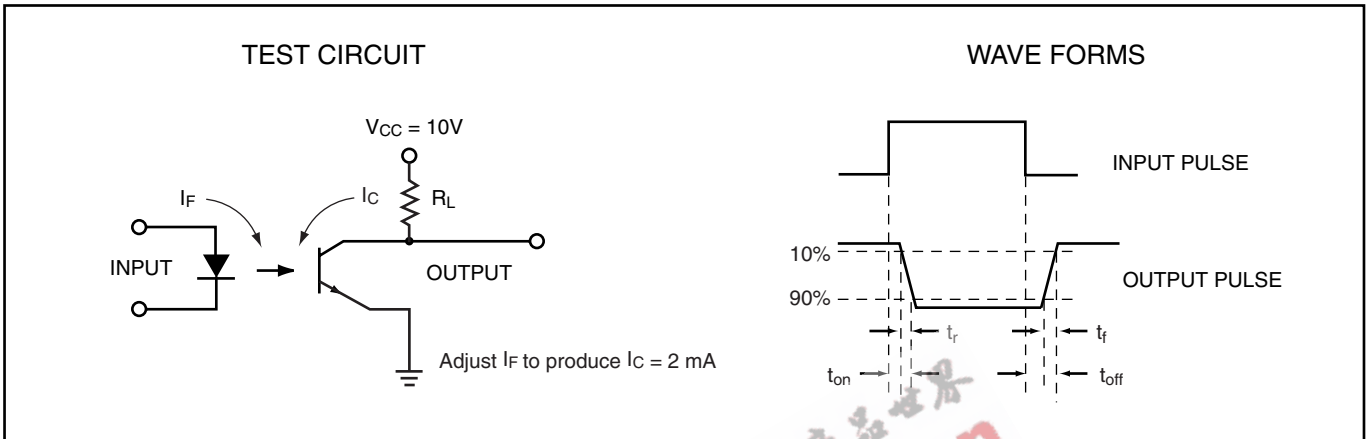 TEST CIRCUIT
VCC = 10V
IF
IC
RL
INPUT
OUTPUT
Adjust IF to produce IC = 2 mA
WAVE FORMS
INPUT PULSE
10%
90%
OUTPUT PULSE
tr
tf
ton
toff